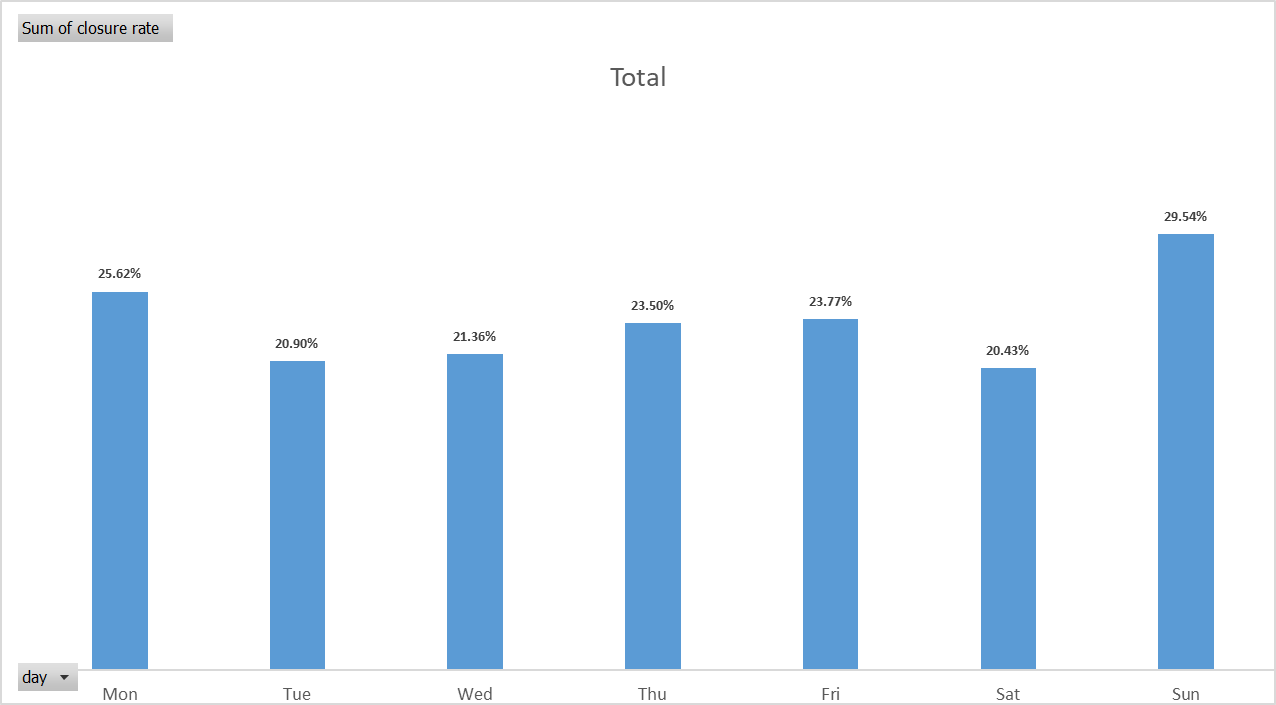 Sum of closure rate
Total
29.54%
25.62%
23.50%
23.77%
21.36%
20.90%
20.43%
day
Mon Tue Wed Thu Fri Sat Sun